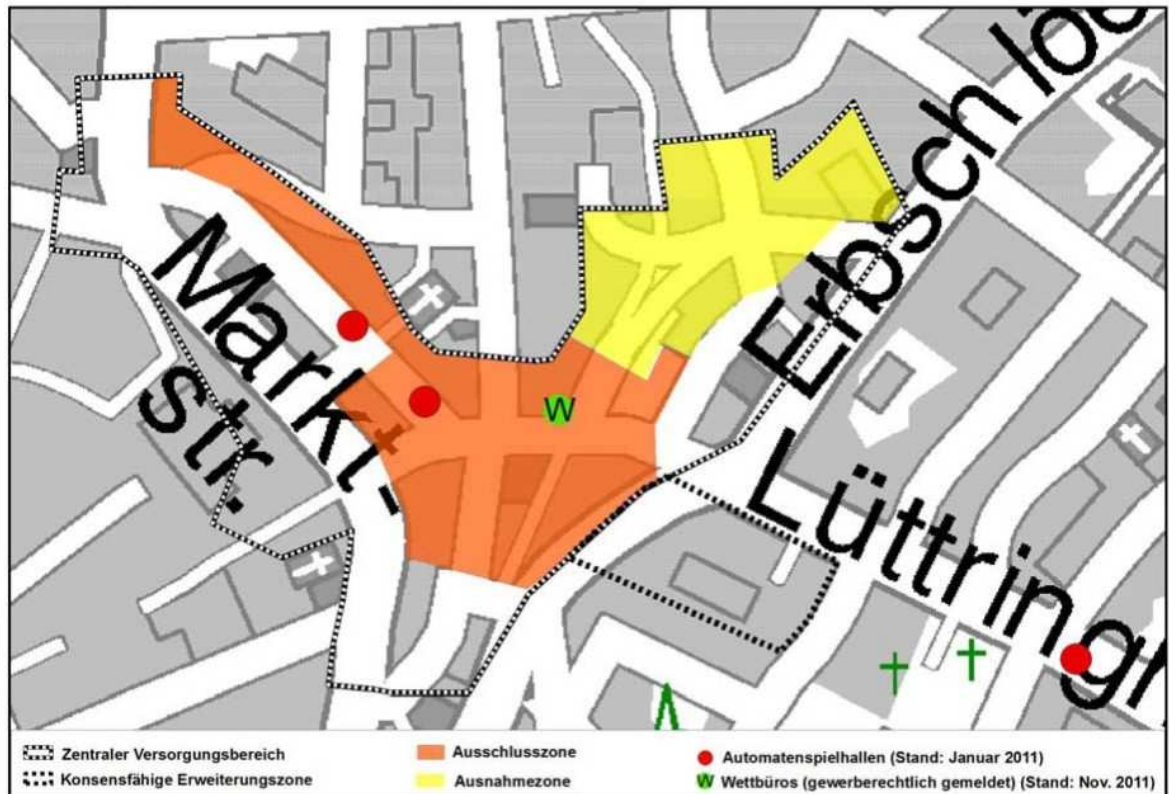 Erbschlö
Markt-
str.
Lüttringh
W
Zentraler Versorgungsbereich
Konsensfähige Erweiterungszone
Ausschlusszone
Ausnahmezone
Automatenspielhallen (Stand: Januar 2011)
W Wettbüros (gewerberechtlich gemeldet) (Stand: Nov. 2011)